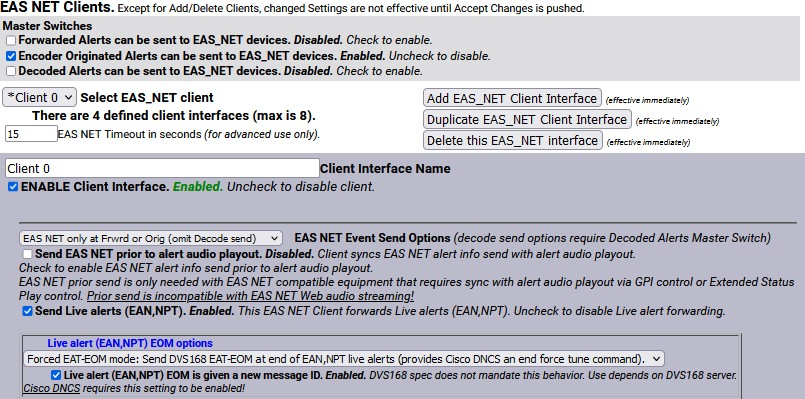 EAS NET Clients. Except for Add/Delete Clients, changed Settings are not effective until Accept Changes is pushed.
Master Switches
Forwarded Alerts can be sent to EAS_NET devices. Disabled. Check to enable.
Encoder Originated Alerts can be sent to EAS_NET devices. Enabled. Uncheck to disable.
Decoded Alerts can be sent to EAS_NET devices. Disabled. Check to enable.
*Client 0 Select EAS_NET client
There are 4 defined client interfaces (max is 8).
15 EAS NET Timeout in seconds (for advanced use only).
Add EAS_NET Client Interface (effective immediately)
Duplicate EAS_NET Client Interface (effective immediately)
Delete this EAS_NET interface (effective immediately)
Client 0 Client Interface Name
ENABLE Client Interface. Enabled. Uncheck to disable client.
EAS NET only at Frwrd or Orig (omit Decode send) EAS NET Event Send Options (decode send options require Decoded Alerts Master Switch)
Send EAS NET prior to alert audio playout. Disabled. Client syncs EAS NET alert info send with alert audio playout.
Check to enable EAS NET alert info send prior to alert audio playout.
EAS NET prior send is only needed with EAS NET compatible equipment that requires sync with alert audio playout via GPI control or Extended Status
Play control. Prior send is incompatible with EAS NET Web audio streaming!
Send Live alerts (EAN,NPT). Enabled. This EAS NET Client forwards Live alerts (EAN,NPT). Uncheck to disable Live alert forwarding.
Live alert (EAN,NPT) EOM options
Forced EAT-EOM mode: Send DVS168 EAT-EOM at end of EAN,NPT live alerts (provides Cisco DNCS an end force tune command).
Live alert (EAN,NPT) EOM is given a new message ID. Enabled. DVS168 spec does not mandate this behavior. Use depends on DVS168 server.
Cisco DNCS requires this setting to be enabled!